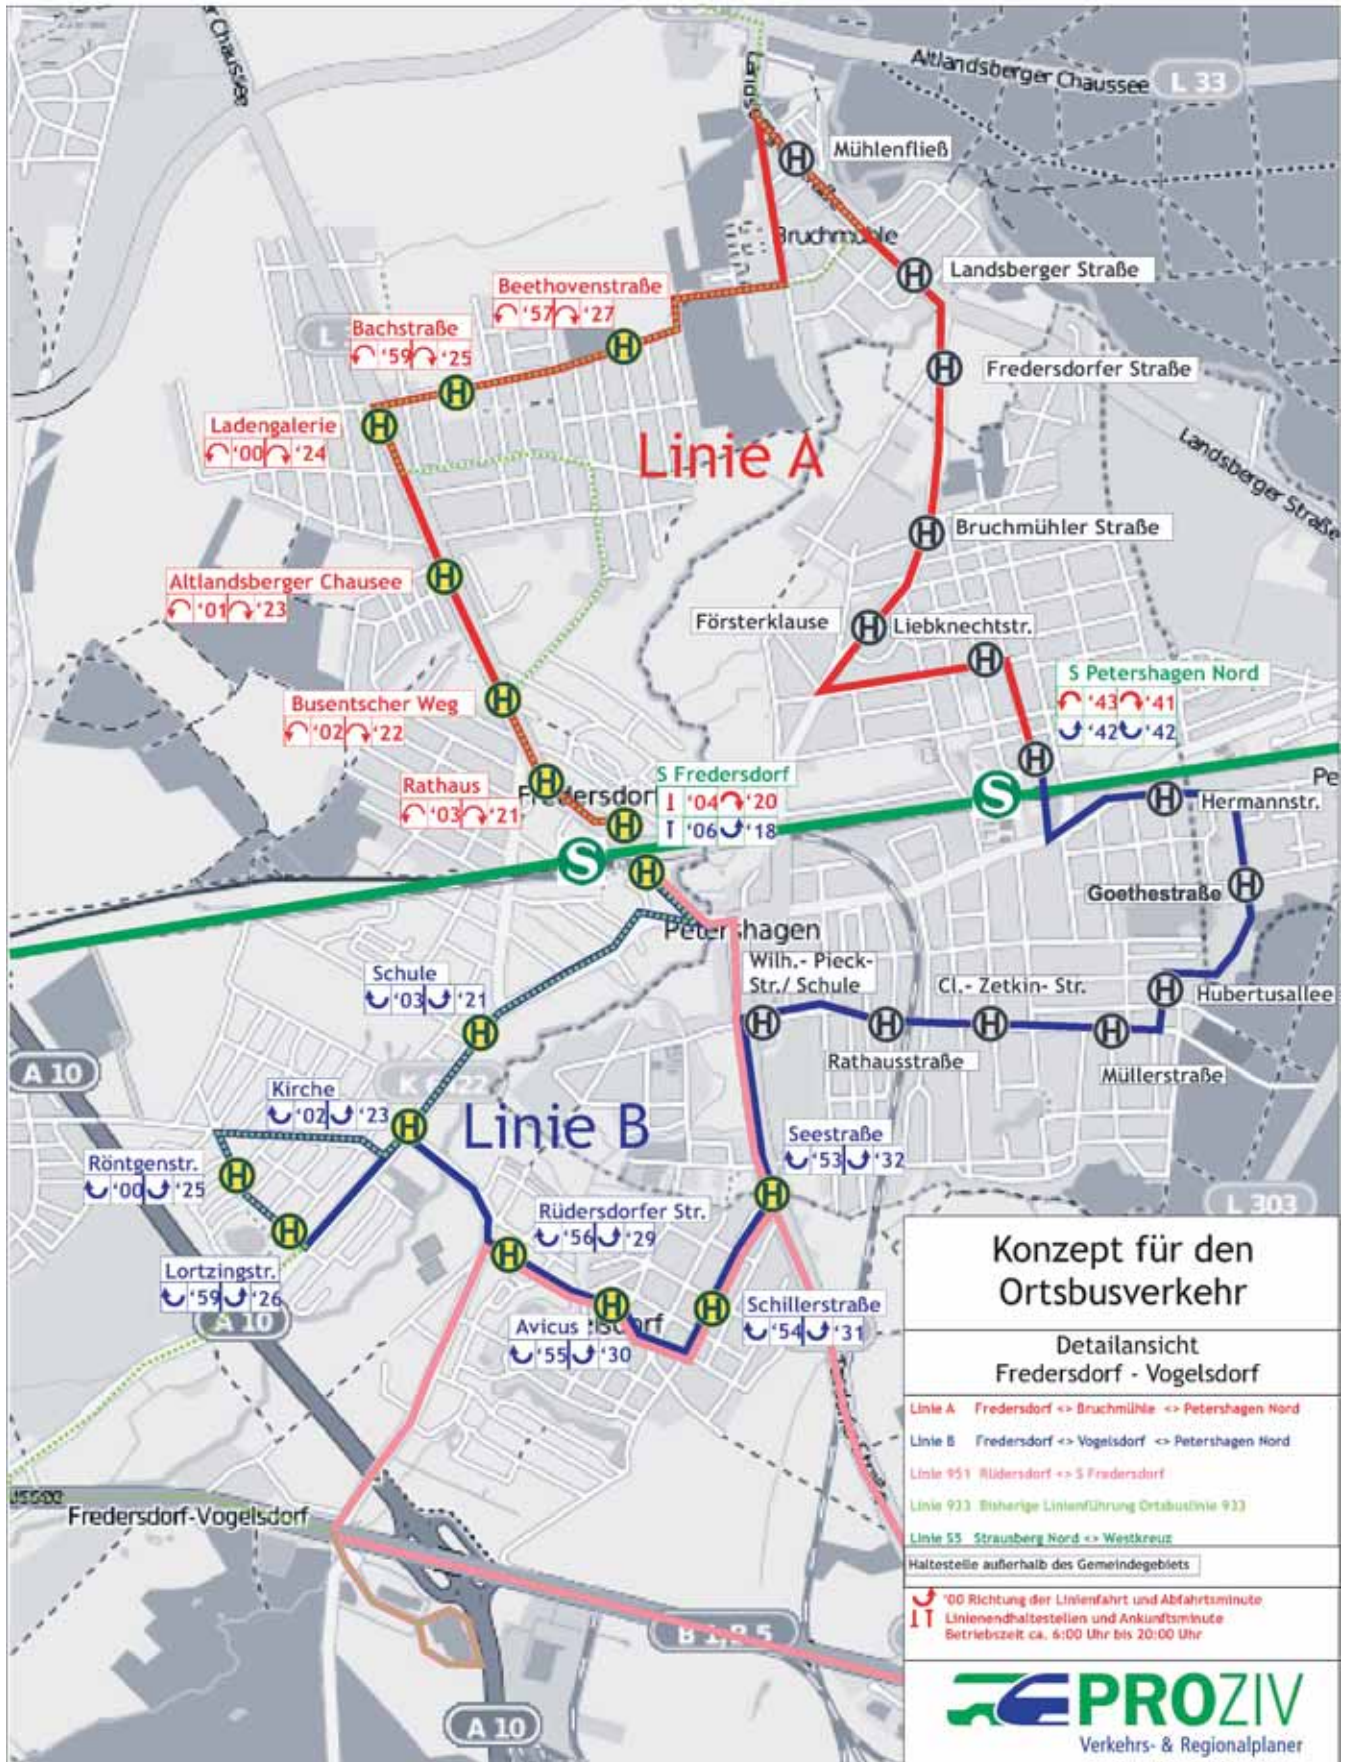 Altlandsberger Chaussee
L 33
Chaussee
Mühlenfließ
Bruchmühle
Landsberger Straße
Beethovenstraße
'57 '27
Bachstraße
'59 '25
L
Fredersdorfer Straße
Ladengalerie
'00 '24
Linie A
Landsberger Straße
Bruchmühler Straße
Altlandsberger Chausee
'01 '23
Försterklause
Liebknechtstr.
S Petershagen Nord
'43 '41
'42 '42
Busentscher Weg
'02 '22
Rathaus
'03 '21
Fredersdorf
S Fredersdorf
'04 '20
'06 '18
S
S
Pe
Hermannstr.
Goethestraße
Petershagen
Wilh.- Pieck-
Str./ Schule
Cl.- Zetkin- Str.
Hubertusallee
Schule
'03 '21
Rathausstraße
Müllerstraße
A 10
Kirche
'02 '23
Linie B
Seestraße
'53 '32
Röntgenstr.
'00 '25
L 303
Rüdersdorfer Str.
'56 '29
Lortzingstr.
'59 '26
A 10
Avicus
'55 '30
Schillerstraße
'54 '31
Fredersdorf-Vogelsdorf
B 1, B 5
A 10
Konzept für den
Ortsbusverkehr
Detailansicht
Fredersdorf - Vogelsdorf
Linie A Fredersdorf <> Bruchmühle <> Petershagen Nord
Linie B Fredersdorf <> Vogelsdorf <> Petershagen Nord
Linie 951 Rüdersdorf <> S Fredersdorf
Linie 933 Bisherige Linienführung Ortsbuslinie 933
Linie S5 Strausberg Nord <> Westkreuz
Haltestelle außerhalb des Gemeindegebiets
'00 Richtung der Linienfahrt und Abfahrtsminute
Linienendhaltestellen und Ankunftsminute
Betriebszeit ca. 6:00 Uhr bis 20:00 Uhr
PROZIV
Verkehrs- & Regionalplaner